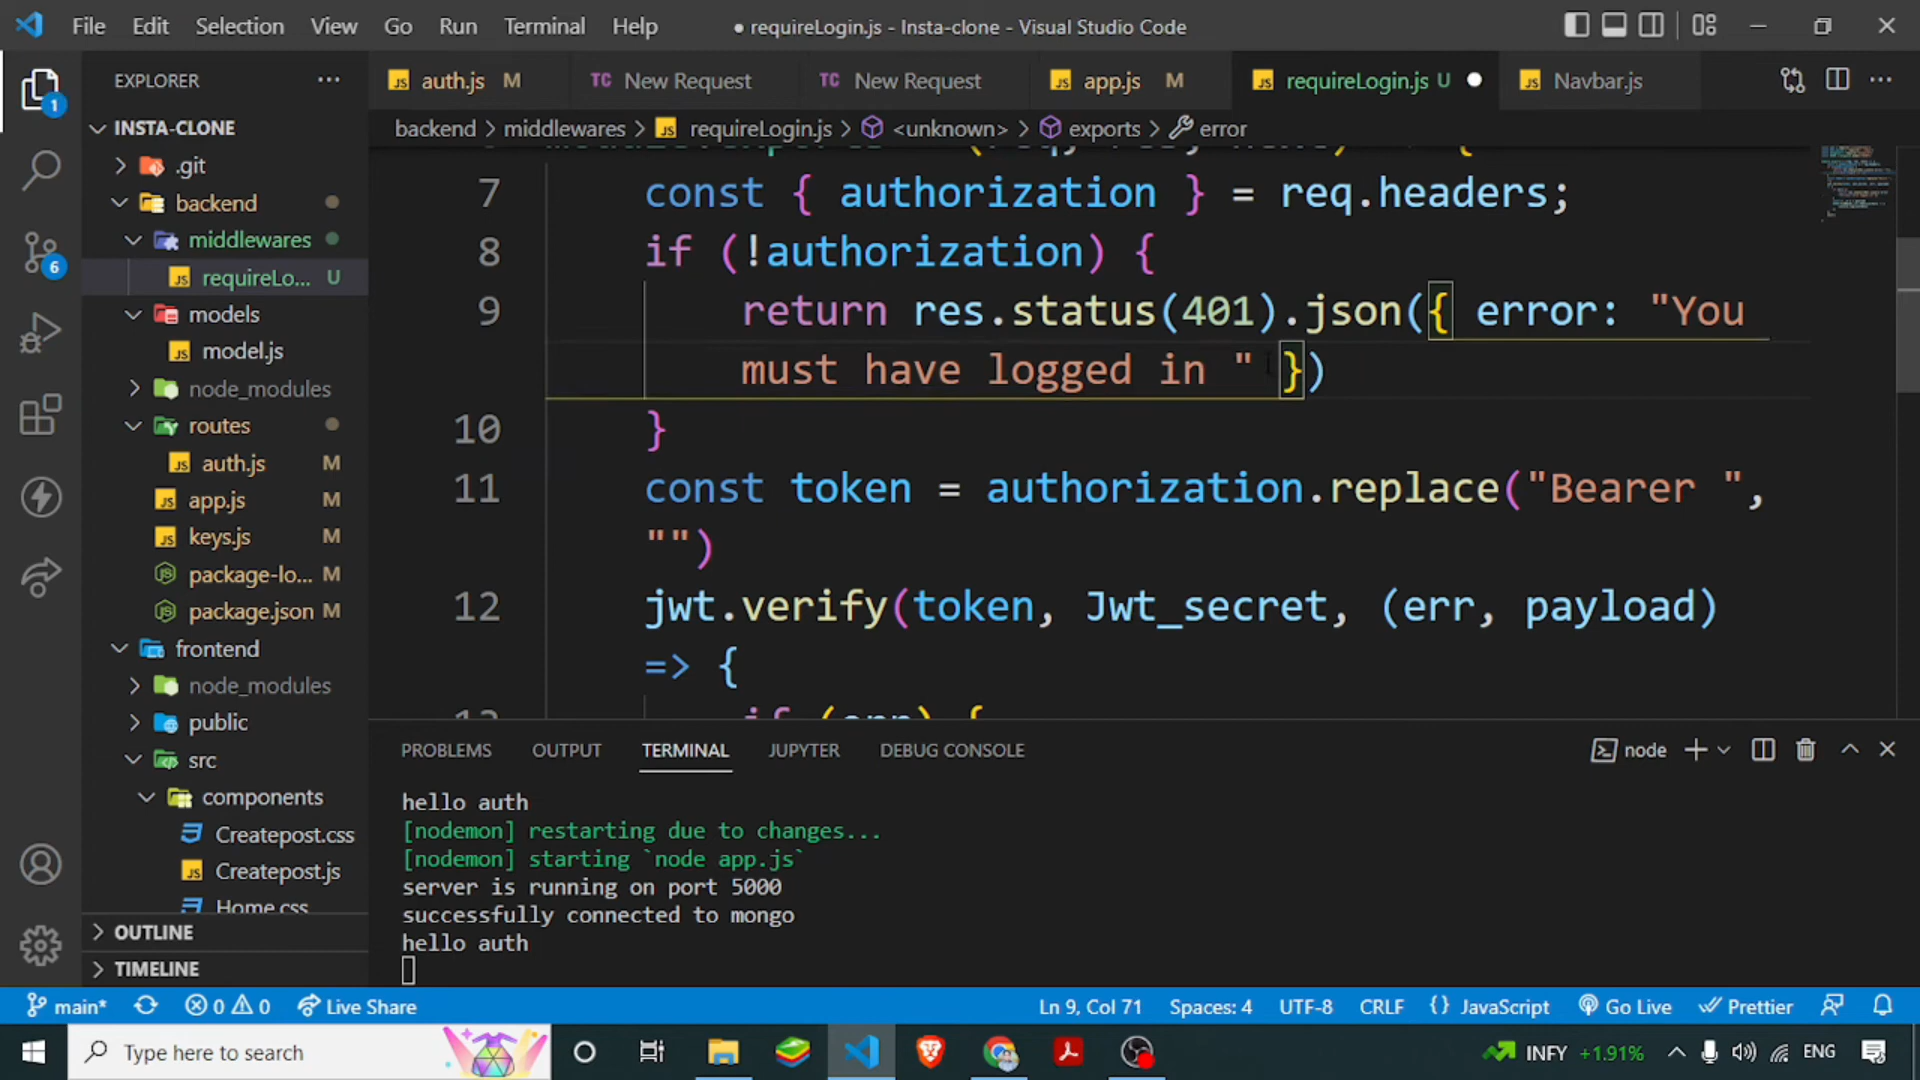 File Edit Selection View Go Run Terminal Help
● requireLogin.js - Insta-clone - Visual Studio Code
EXPLORER
auth.js M
TC New Request
TC New Request
app.js M
requireLogin.js U
Navbar.js
backend > middlewares > requireLogin.js > <unknown> > exports > error
INSTA-CLONE
.git
backend
middlewares
requireLo... U
models
model.js
node_modules
routes
auth.js M
app.js M
keys.js M
package-lo... M
package.json M
frontend
node_modules
public
src
components
Createpost.css
Createpost.js
Home.css
OUTLINE
TIMELINE
7 const { authorization } = req.headers;
8 if (!authorization) {
9 return res.status(401).json({ error: "You
must have logged in " })
10 }
11 const token = authorization.replace("Bearer ",
"")
12 jwt.verify(token, Jwt_secret, (err, payload)
=> {
if (err) {
PROBLEMS OUTPUT TERMINAL JUPYTER DEBUG CONSOLE
node
hello auth
[nodemon] restarting due to changes...
[nodemon] starting `node app.js`
server is running on port 5000
successfully connected to mongo
hello auth
1
6
main* 0 0 Live Share
Ln 9, Col 71 Spaces: 4 UTF-8 CRLF {} JavaScript Go Live Prettier
Type here to search
INFY +1.91% ENG